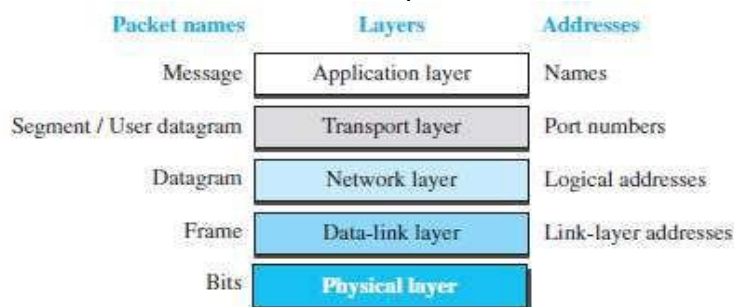 Packet names Layers Addresses
Message Application layer Names
Segment / User datagram Transport layer Port numbers
Datagram Network layer Logical addresses
Frame Data-link layer Link-layer addresses
Bits Physical layer